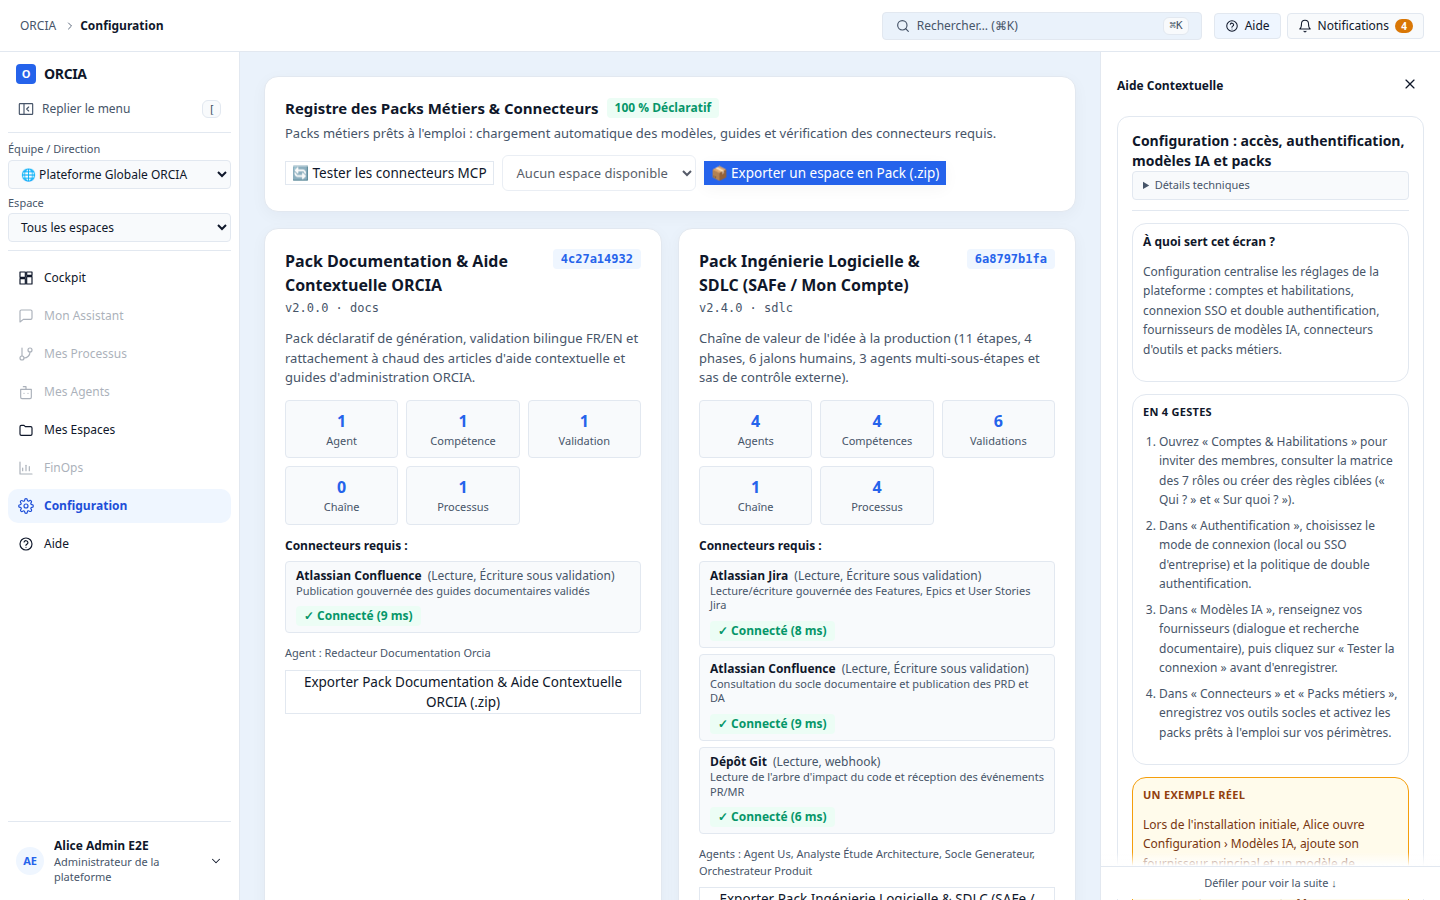 ORCIA
Configuration
Rechercher... (⌘K)
⌘K
Aide
Notifications
4
O
ORCIA
Replier le menu
[
Équipe / Direction
🌐 Plateforme Globale ORCIA
Espace
Tous les espaces
Cockpit
Mon Assistant
Mes Processus
Mes Agents
Mes Espaces
FinOps
Configuration
Aide
AE
Alice Admin E2E
Administrateur de la
plateforme
Registre des Packs Métiers & Connecteurs
100 % Déclaratif
Packs métiers prêts à l'emploi : chargement automatique des modèles, guides et vérification des connecteurs requis.
🔄 Tester les connecteurs MCP
Aucun espace disponible
📦 Exporter un espace en Pack (.zip)
Pack Documentation & Aide
Contextuelle ORCIA
4c27a14932
v2.0.0 · docs
Pack déclaratif de génération, validation bilingue FR/EN et
rattachement à chaud des articles d'aide contextuelle et
guides d'administration ORCIA.
1
Agent
1
Compétence
1
Validation
0
Chaîne
1
Processus
Connecteurs requis :
Atlassian Confluence (Lecture, Écriture sous validation)
Publication gouvernée des guides documentaires validés
✓ Connecté (9 ms)
Agent : Redacteur Documentation Orcia
Exporter Pack Documentation & Aide Contextuelle
ORCIA (.zip)
Pack Ingénierie Logicielle &
SDLC (SAFe / Mon Compte)
6a8797b1fa
v2.4.0 · sdlc
Chaîne de valeur de l'idée à la production (11 étapes, 4
phases, 6 jalons humains, 3 agents multi-sous-étapes et
sas de contrôle externe).
4
Agents
4
Compétences
6
Validations
1
Chaîne
4
Processus
Connecteurs requis :
Atlassian Jira (Lecture, Écriture sous validation)
Lecture/écriture gouvernée des Features, Epics et User Stories
Jira
✓ Connecté (8 ms)
Atlassian Confluence (Lecture, Écriture sous validation)
Consultation du socle documentaire et publication des PRD et
DA
✓ Connecté (9 ms)
Dépôt Git (Lecture, webhook)
Lecture de l'arbre d'impact du code et réception des événements
PR/MR
✓ Connecté (6 ms)
Agents : Agent Us, Analyste Étude Architecture, Socle Generateur,
Orchestrateur Produit
Exporter Pack Ingénierie Logicielle & SDLC (SAFe /
Aide Contextuelle
Configuration : accès, authentification,
modèles IA et packs
▶ Détails techniques
À quoi sert cet écran ?
Configuration centralise les réglages de la
plateforme : comptes et habilitations,
connexion SSO et double authentification,
fournisseurs de modèles IA, connecteurs
d'outils et packs métiers.
EN 4 GESTES
1. Ouvrez « Comptes & Habilitations » pour
inviter des membres, consulter la matrice
des 7 rôles ou créer des règles ciblées («
Qui ? » et « Sur quoi ? »).
2. Dans « Authentification », choisissez le
mode de connexion (local ou SSO
d'entreprise) et la politique de double
authentification.
3. Dans « Modèles IA », renseignez vos
fournisseurs (dialogue et recherche
documentaire), puis cliquez sur « Tester la
connexion » avant d'enregistrer.
4. Dans « Connecteurs » et « Packs métiers »,
enregistrez vos outils socles et activez les
packs prêts à l'emploi sur vos périmètres.
UN EXEMPLE RÉEL
Lors de l'installation initiale, Alice ouvre
Configuration › Modèles IA, ajoute son
fournisseur principal et un modèle de
Défiler pour voir la suite ↓